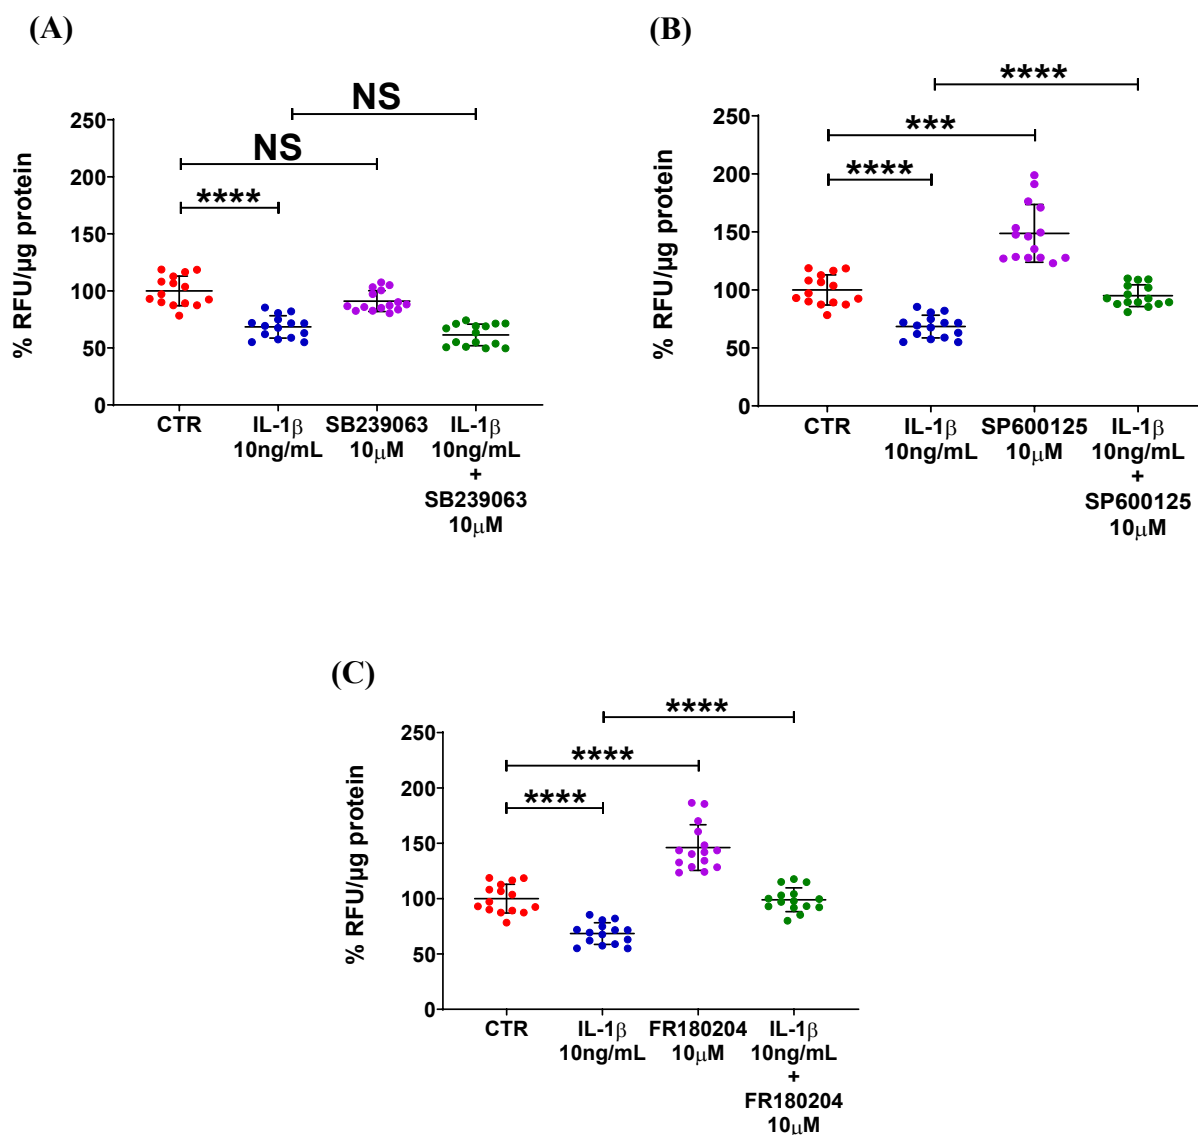 (A)
NS
NS
****
% RFU/µg protein
250
200
150
100
50
0
CTR
IL-1β
10ng/mL
SB239063
10µM
IL-1β
10ng/mL
+
SB239063
10µM
(B)
****
***
****
% RFU/µg protein
250
200
150
100
50
0
CTR
IL-1β
10ng/mL
SP600125
10µM
IL-1β
10ng/mL
+
SP600125
10µM
(C)
****
****
****
% RFU/µg protein
250
200
150
100
50
0
CTR
IL-1β
10ng/mL
FR180204
10µM
IL-1β
10ng/mL
+
FR180204
10µM